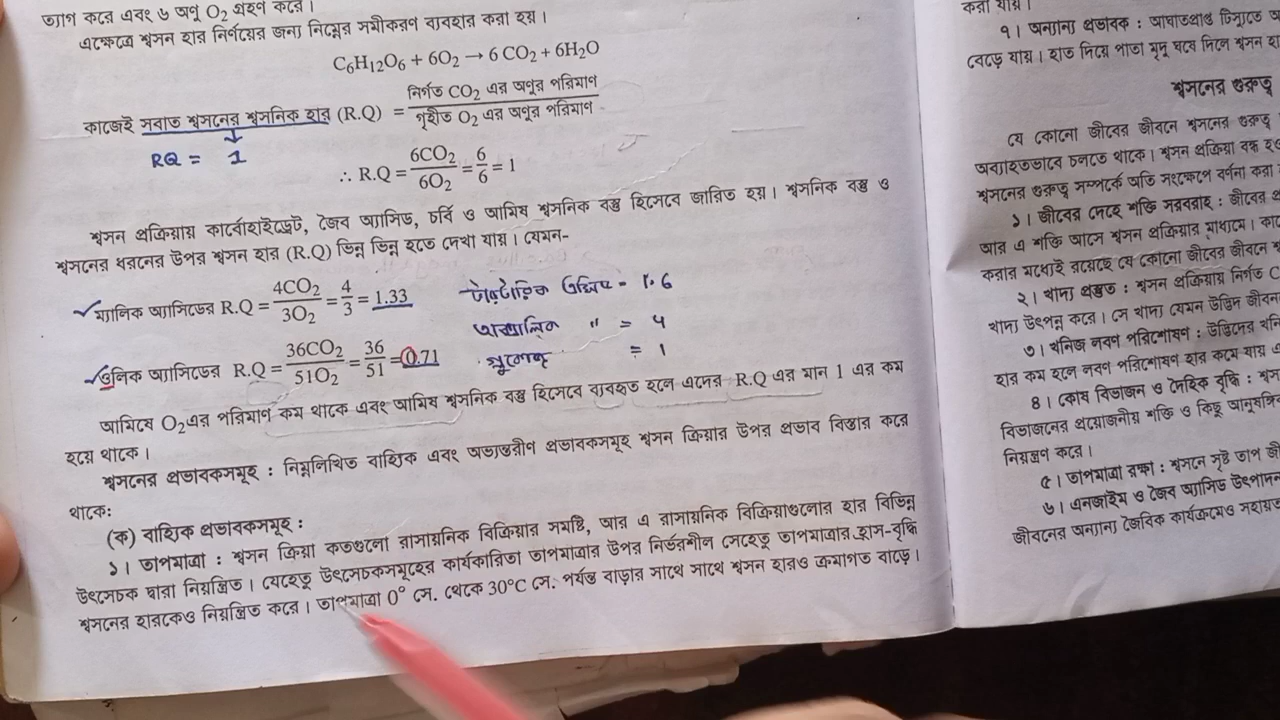 ত্যাগ করে এবং ৬ অণু O₂ গ্রহণ করে।
এক্ষেত্রে শ্বসন হার নির্ণয়ের জন্য নিম্নের সমীকরণ ব্যবহার করা হয়।
C₆H₁₂O₆ + 6O₂ → 6 CO₂ + 6H₂O
কাজেই সবাত শ্বসনের শ্বসনিক হার (R.Q) = নির্গত CO₂ এর অণুর পরিমাণ / গৃহীত O₂ এর অণুর পরিমাণ
RQ = 1
∴ R.Q = 6CO₂ / 6O₂ = 6/6 = 1
শ্বসন প্রক্রিয়ায় কার্বোহাইড্রেট, জৈব অ্যাসিড, চর্বি ও আমিষ শ্বসনিক বস্তু হিসেবে জারিত হয়। শ্বসনিক বস্তু ও
শ্বসনের ধরনের উপর শ্বসন হার (R.Q) ভিন্ন ভিন্ন হতে দেখা যায়। যেমন-
ম্যালিক অ্যাসিডের R.Q = 4CO₂ / 3O₂ = 4/3 = 1.33
টারটারিক এসিড = 1.6
অক্সালিক " = 4
গ্লুকোজ = 1
ওলিক অ্যাসিডের R.Q = 36CO₂ / 51O₂ = 36/51 = 0.71
আমিষে O₂ এর পরিমাণ কম থাকে এবং আমিষ শ্বসনিক বস্তু হিসেবে ব্যবহৃত হলে এদের R.Q এর মান 1 এর কম
হয়ে থাকে।
শ্বসনের প্রভাবকসমূহ : নিম্নলিখিত বাহ্যিক এবং অভ্যন্তরীণ প্রভাবকসমূহ শ্বসন ক্রিয়ার উপর প্রভাব বিস্তার করে
থাকে:
(ক) বাহ্যিক প্রভাবকসমূহ :
১। তাপমাত্রা : শ্বসন ক্রিয়া কতগুলো রাসায়নিক বিক্রিয়ার সমষ্টি, আর এ রাসায়নিক বিক্রিয়াগুলোর হার বিভিন্ন
উৎসেচক দ্বারা নিয়ন্ত্রিত। যেহেতু উৎসেচকসমূহের কার্যকারিতা তাপমাত্রার উপর নির্ভরশীল সেহেতু তাপমাত্রার হ্রাস-বৃদ্ধি
শ্বসনের হারকেও নিয়ন্ত্রিত করে। তাপমাত্রা 0° সে. থেকে 30°C সে. পর্যন্ত বাড়ার সাথে সাথে শ্বসন হারও ক্রমাগত বাড়ে।
করা যায়।
৭। অন্যান্য প্রভাবক : আঘাতপ্রাপ্ত টিস্যুতে
বেড়ে যায়। হাত দিয়ে পাতা মৃদু ঘষে দিলে শ্বসন
শ্বসনের গুরুত্ব
যে কোনো জীবের জীবনে শ্বসনের গুরুত্ব
অব্যাহতভাবে চলতে থাকে। শ্বসন প্রক্রিয়া বন্ধ
শ্বসনের গুরুত্ব সম্পর্কে অতি সংক্ষেপে বর্ণনা করা
১। জীবের দেহে শক্তি সরবরাহ : জীবের
আর এ শক্তি আসে শ্বসন প্রক্রিয়ার মাধ্যমে।
করার মধ্যেই রয়েছে যে কোনো জীবের জীবনে
২। খাদ্য প্রস্তুত : শ্বসন প্রক্রিয়ায় নির্গত
খাদ্য উৎপন্ন করে। সে খাদ্য যেমন উদ্ভিদ
৩। খনিজ লবণ পরিশোষণ : উদ্ভিদের
হার কম হলে লবণ পরিশোষণ হার কমে যায়
৪। কোষ বিভাজন ও দৈহিক বৃদ্ধি :
বিভাজনের প্রয়োজনীয় শক্তি ও কিছু
নিয়ন্ত্রণ করে।
৫। তাপমাত্রা রক্ষা : শ্বসনে সৃষ্ট তাপ
৬। এনজাইম ও জৈব অ্যাসিড
জীবনের অন্যান্য জৈবিক কার্যক্রমেও